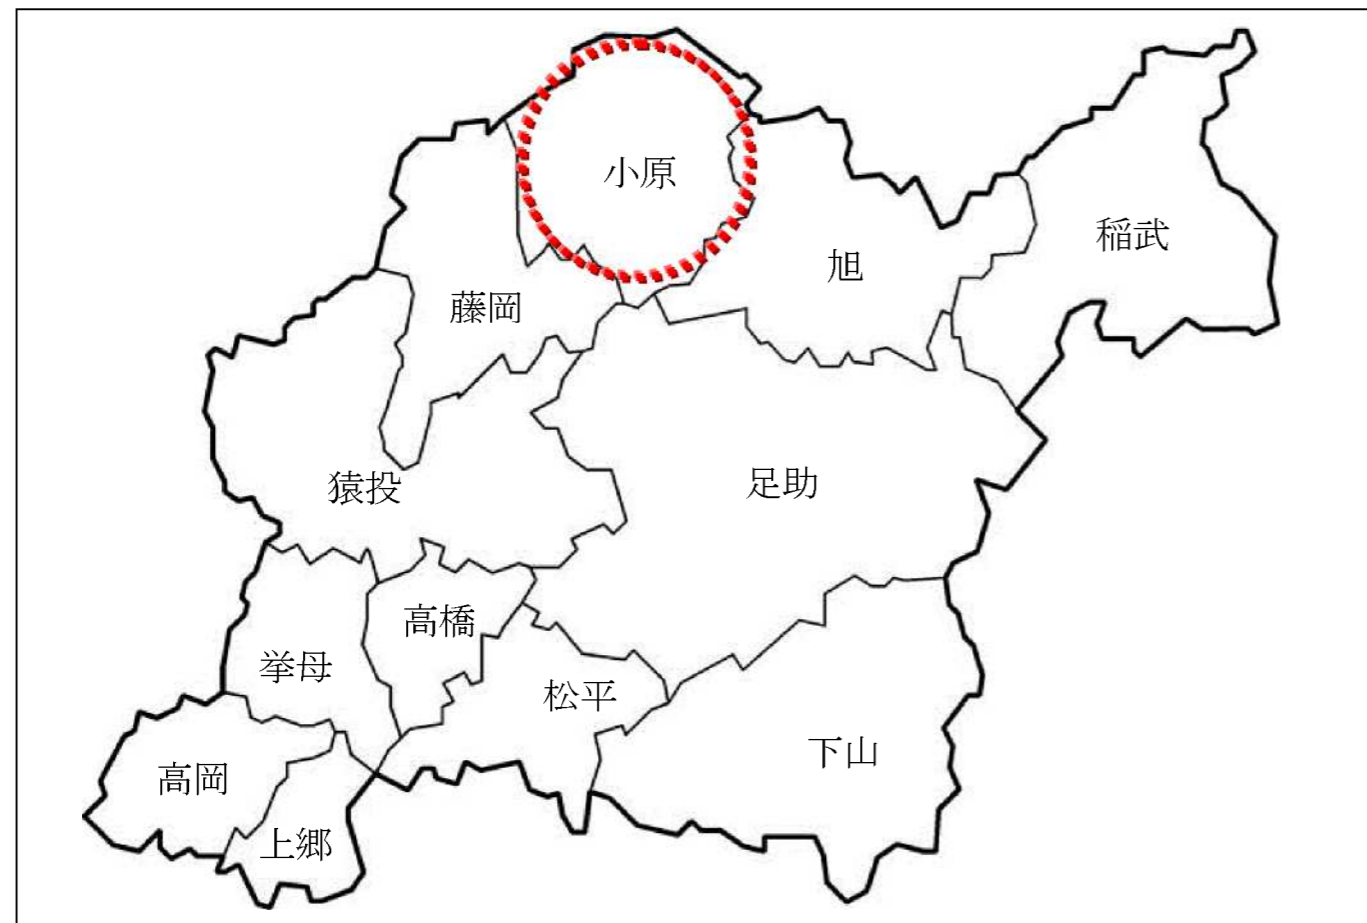 小原
稲武
旭
藤岡
足助
猿投
高橋
挙母
松平
下山
高岡
上郷